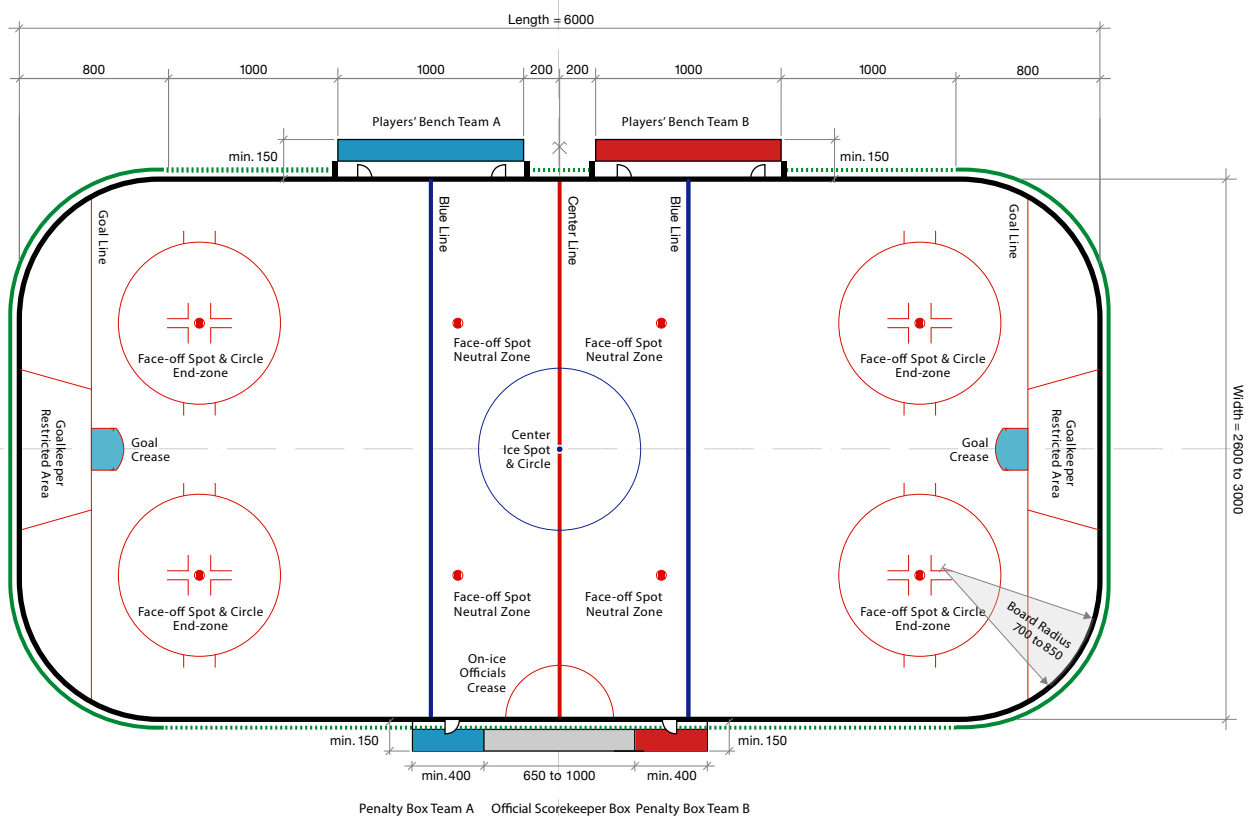 Length = 6000
800
1000
1000
200
200
1000
1000
800
Players' Bench Team A
Players' Bench Team B
min. 150
min. 150
Goal Line
Blue Line
Center Line
Blue Line
Goal Line
Face-off Spot & Circle
End-zone
Face-off Spot
Neutral Zone
Face-off Spot
Neutral Zone
Face-off Spot & Circle
End-zone
Goalkeeper
Restricted Area
Goal
Crease
Center
Ice Spot
& Circle
Goal
Crease
Goalkeeper
Restricted Area
Width = 2600 to 3000
Face-off Spot & Circle
End-zone
Face-off Spot
Neutral Zone
Face-off Spot
Neutral Zone
Face-off Spot & Circle
End-zone
Board Radius
700 to 850
On-ice
Officials
Crease
min. 150
min. 150
min. 400
650 to 1000
min. 400
Penalty Box Team A
Official Scorekeeper Box
Penalty Box Team B